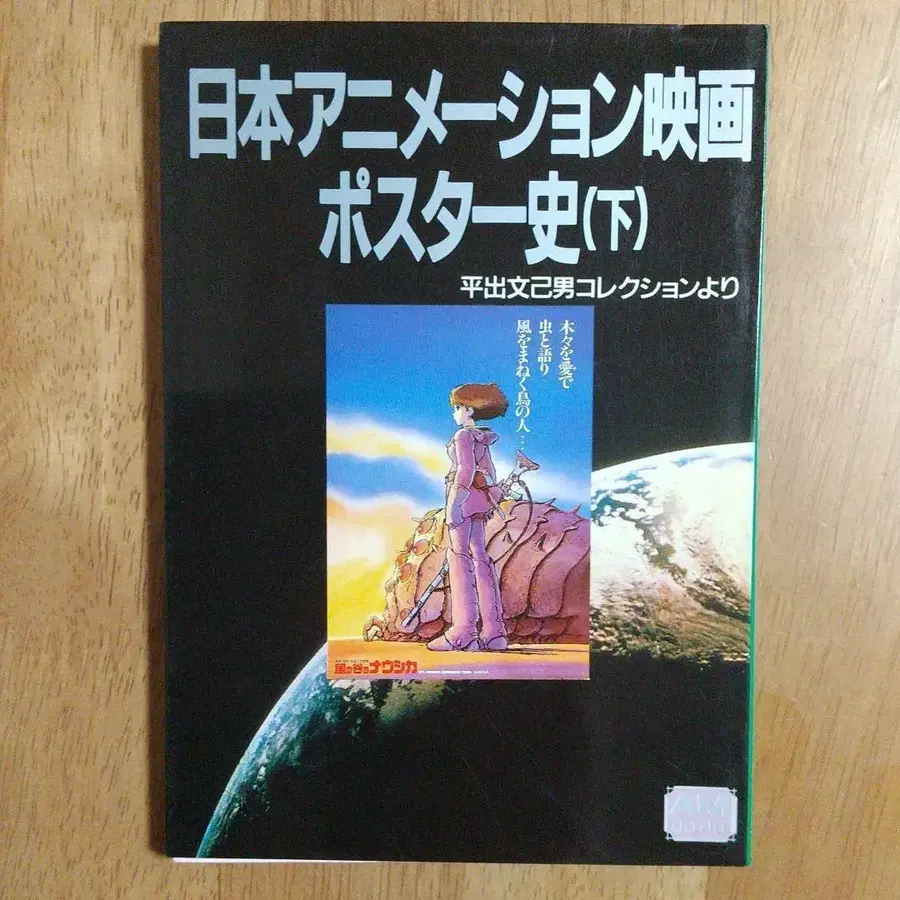 日本アニメーション映画
ポスター史(下)
平出文己男コレクションより
木々を愛で
虫と語り
風をまねく鳥の人…
風の谷のナウシカ